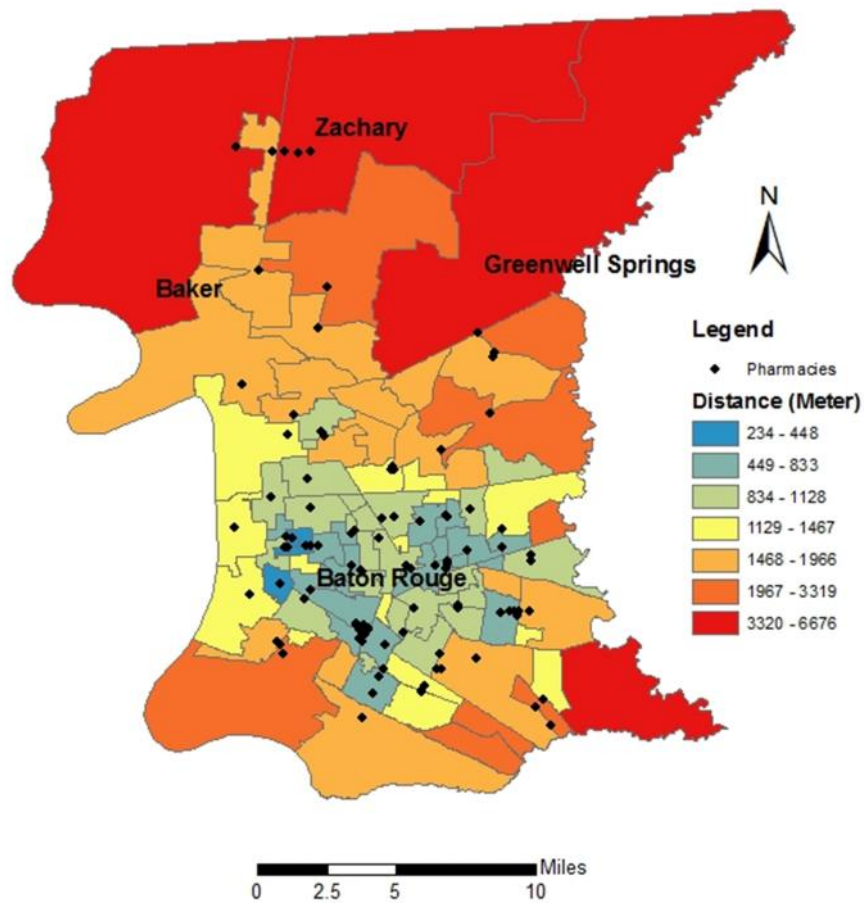 Zachary
N
Greenwell Springs
Baker
Legend
Pharmacies
Distance (Meter)
234 - 448
449 - 833
834 - 1128
1129 - 1467
1468 - 1966
1967 - 3319
3320 - 6676
Baton Rouge
Miles
0 2.5 5 10